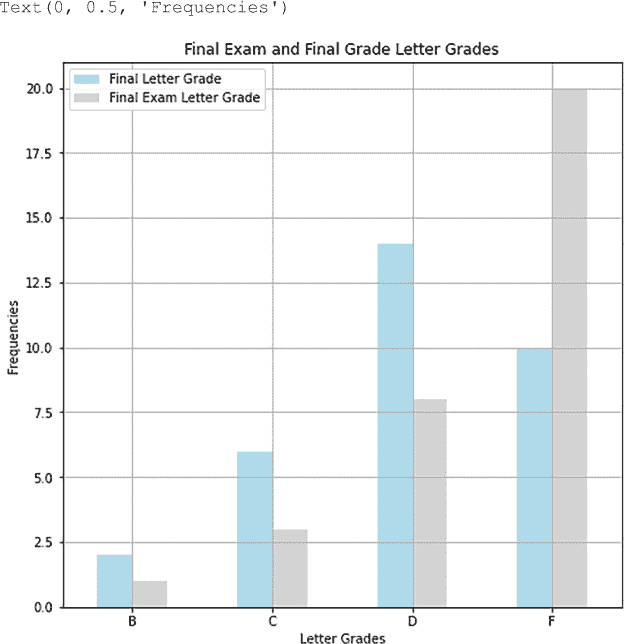 Text(0, 0.5, 'Frequencies')
Final Exam and Final Grade Letter Grades
Final Letter Grade
Final Exam Letter Grade
20.0
17.5
15.0
12.5
10.0
7.5
5.0
2.5
0.0
Frequencies
B C D F
Letter Grades